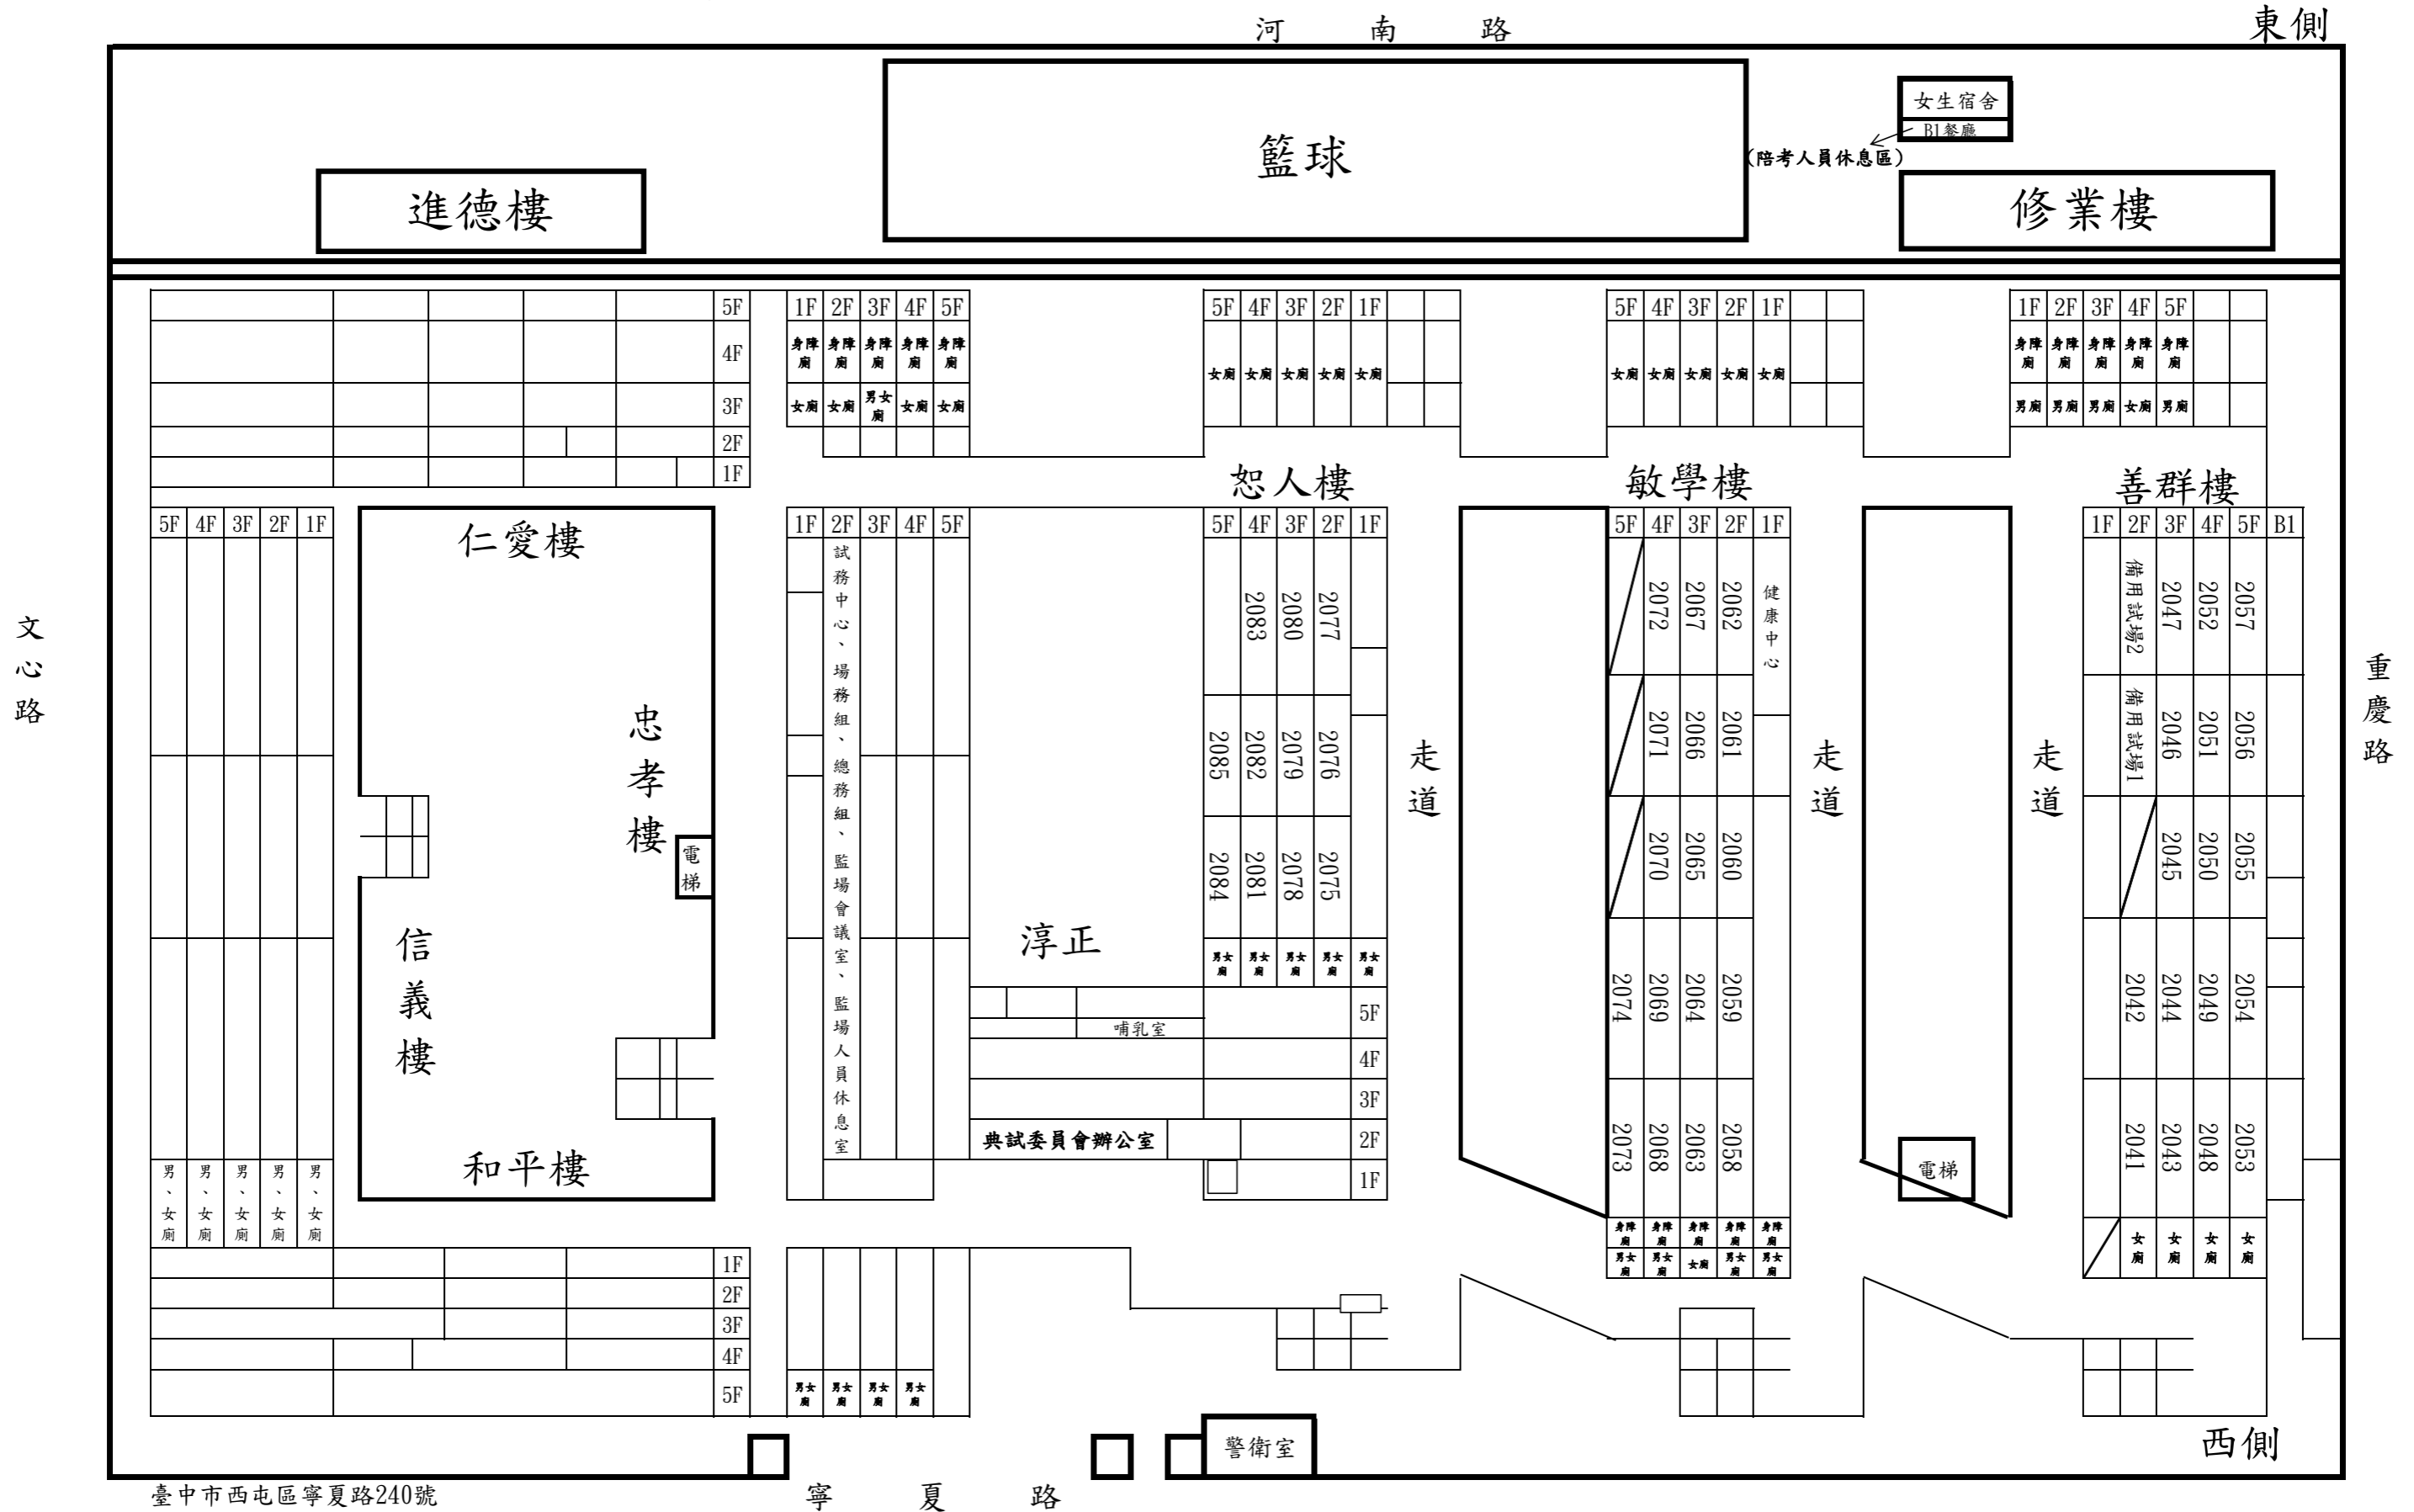 河 南 路
東側
女生宿舍
B1餐廳
(陪考人員休息區)
籃球
進德樓
修業樓
5F
4F
3F
2F
1F
1F 2F 3F 4F 5F
身障廁 身障廁 身障廁 身障廁 身障廁
女廁 女廁 男女廁 女廁 女廁
5F 4F 3F 2F 1F
女廁 女廁 女廁 女廁 女廁
5F 4F 3F 2F 1F
女廁 女廁 女廁 女廁 女廁
1F 2F 3F 4F 5F
身障廁 身障廁 身障廁 身障廁 身障廁
男廁 男廁 男廁 女廁 男廁
恕人樓
敏學樓
善群樓
文心路
5F 4F 3F 2F 1F
男、女廁 男、女廁 男、女廁 男、女廁 男、女廁
仁愛樓
忠孝樓
電梯
信義樓
和平樓
1F 2F 3F 4F 5F
試務中心、場務組、總務組、監場會議室、監場人員休息室
淳正
5F 4F 3F 2F 1F
2083 2080 2077
2085 2082 2079 2076
2084 2081 2078 2075
男女廁 男女廁 男女廁 男女廁 男女廁
5F
哺乳室
4F
3F
典試委員會辦公室 2F
1F
走道
5F 4F 3F 2F 1F
2072 2067 2062 健康中心
2071 2066 2061
2070 2065 2060
2074 2069 2064 2059
2073 2068 2063 2058
身障廁 身障廁 身障廁 身障廁 身障廁
男女廁 男女廁 女廁 男女廁 男女廁
走道
電梯
走道
1F 2F 3F 4F 5F B1
備用試場2 2047 2052 2057
備用試場1 2046 2051 2056
2045 2050 2055
2042 2044 2049 2054
2041 2043 2048 2053
女廁 女廁 女廁 女廁
重慶路
1F
2F
3F
4F
5F
男女廁 男女廁 男女廁 男女廁
警衛室
西側
臺中市西屯區寧夏路240號
寧 夏 路